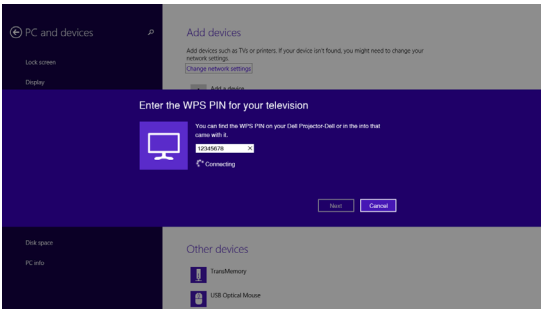 PC and devices
Lock screen
Display
Add devices
Add devices such as TVs or printers. If your device isn't found, you might need to change your
network settings.
Change network settings
Add a device
Enter the WPS PIN for your television
You can find the WPS PIN on your Dell Projector-Dell or in the into that
came with it.
12345678
Connecting
Next
Cancel
Disk space
PC info
Other devices
TransMemory
USB Optical Mouse